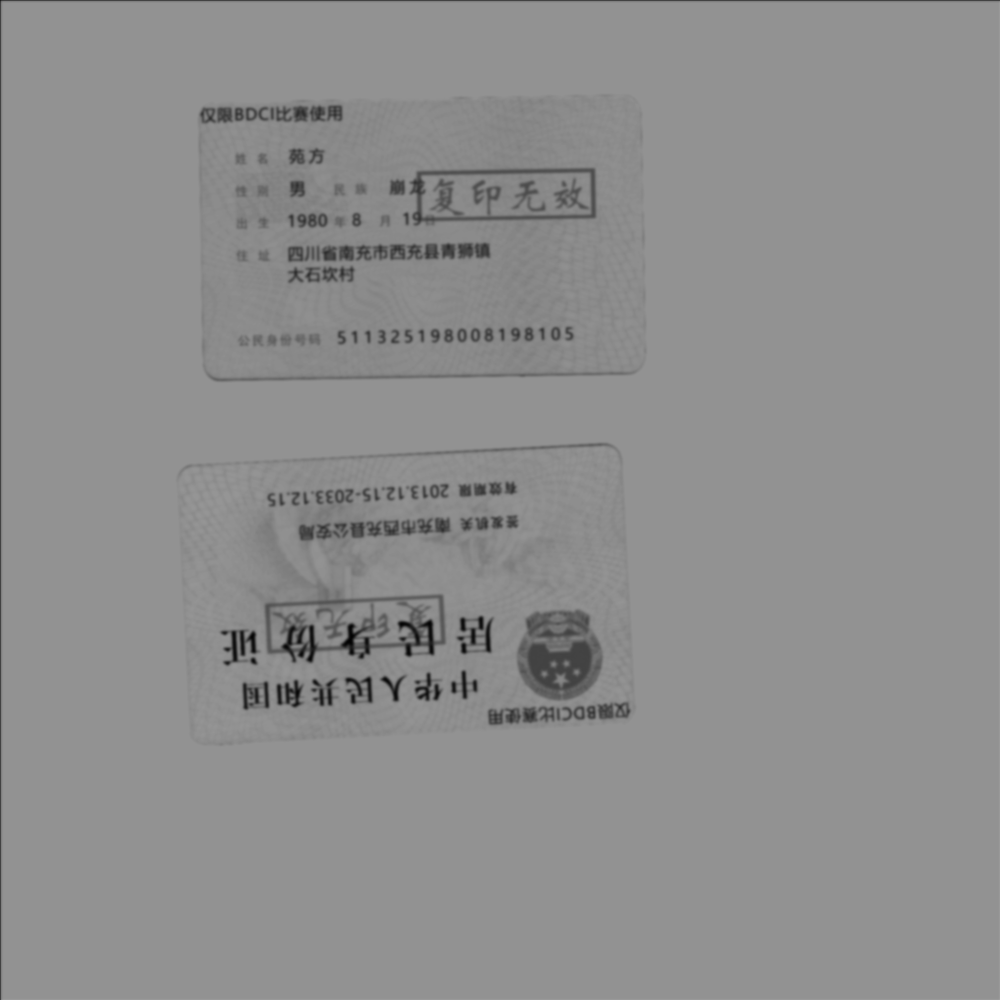 仅限BDCI比赛使用
姓名 苑方
性别 男 民族 崩龙
复印无效
出生 1980 年 8 月 19 日
住址 四川省南充市西充县青狮镇
大石坎村
公民身份号码 511325198008198105
仅限BDCI比赛使用
中华人民共和国
居民身份证
复印无效
签发机关 南充市西充县公安局
有效期限 2013.12.15-2033.12.15